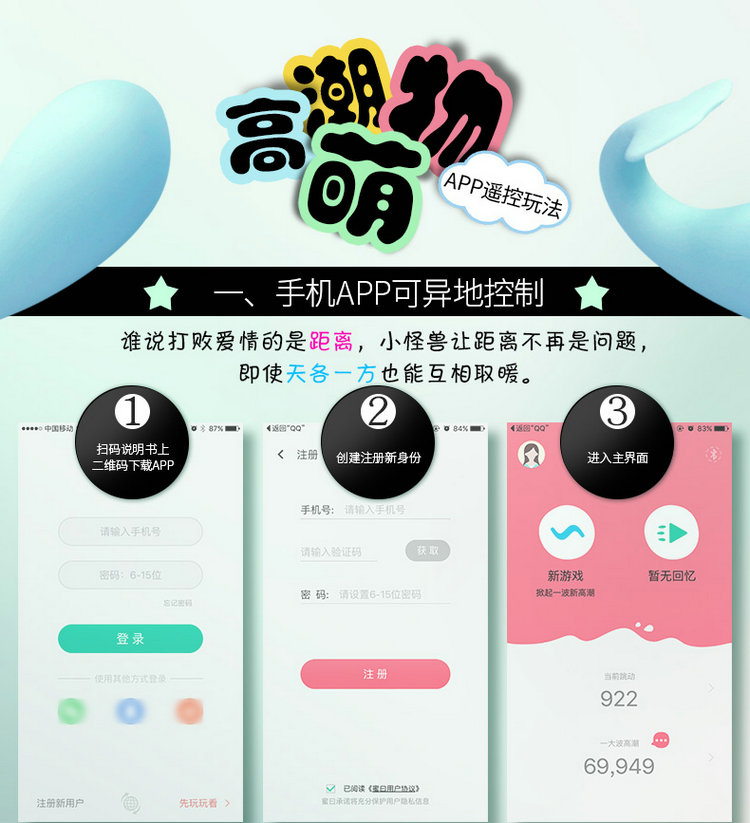 高潮萌物
APP遥控玩法
一、手机APP可异地控制
谁说打败爱情的是距离，小怪兽让距离不再是问题，
即使天各一方也能互相取暖。
1
扫码说明书上
二维码下载APP
中国移动
87%
请输入手机号
密码：6-15位
忘记密码
登录
使用其他方式登录
注册新用户
先玩玩看
2
创建注册新身份
返回"QQ"
84%
注册
手机号：请输入手机号
请输入验证码
获取
密 码：请设置6-15位密码
注册
已阅读《蜜曰用户协议》
蜜曰承诺将充分保护用户隐私信息
3
进入主界面
返回"QQ"
83%
新游戏
掀起一波新高潮
暂无回忆
当前跳动
922
一大波高潮
69,949